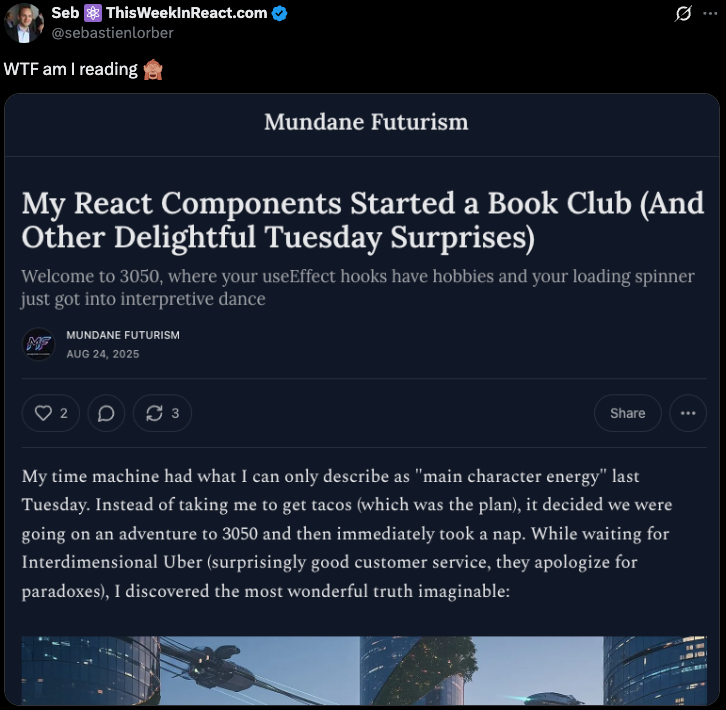 Seb ⚛️ ThisWeekInReact.com
@sebastienlorber
WTF am I reading 🙈
Mundane Futurism
My React Components Started a Book Club (And
Other Delightful Tuesday Surprises)
Welcome to 3050, where your useEffect hooks have hobbies and your loading spinner
just got into interpretive dance
MF
MUNDANE FUTURISM
AUG 24, 2025
2
3
Share
My time machine had what I can only describe as "main character energy" last
Tuesday. Instead of taking me to get tacos (which was the plan), it decided we were
going on an adventure to 3050 and then immediately took a nap. While waiting for
Interdimensional Uber (surprisingly good customer service, they apologize for
paradoxes), I discovered the most wonderful truth imaginable: